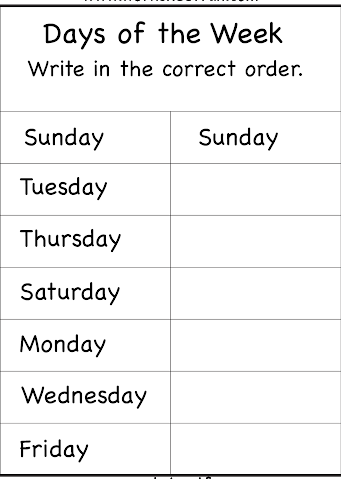 Days of the Week
Write in the correct order.
Sunday Sunday
Tuesday
Thursday
Saturday
Monday
Wednesday
Friday